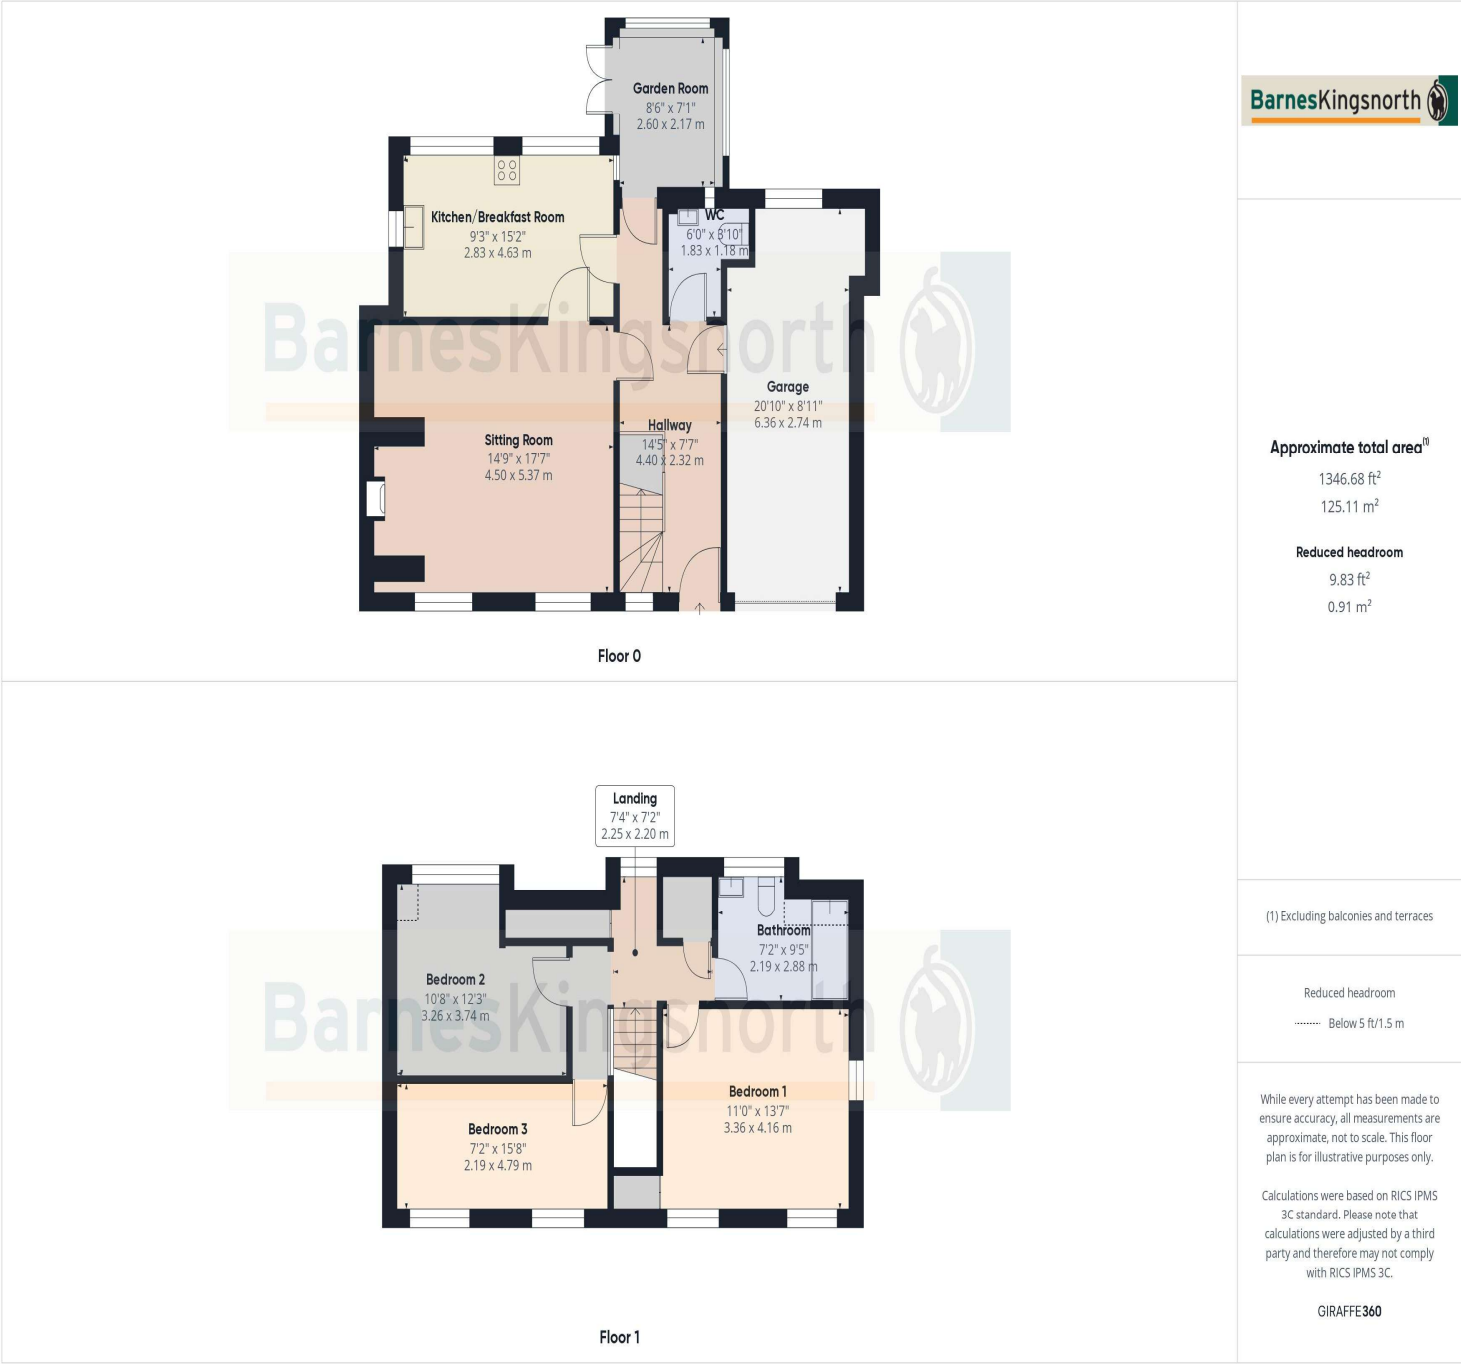 Garden Room
8'6" x 7'1"
2.60 x 2.17 m
Kitchen/Breakfast Room
9'3" x 15'2"
2.83 x 4.63 m
WC
6'0" x 3'10"
1.83 x 1.18 m
BarnesKingsnorth
Garage
20'10" x 8'11"
6.36 x 2.74 m
Hallway
14'5" x 7'7"
4.40 x 2.32 m
Sitting Room
14'9" x 17'7"
4.50 x 5.37 m
Floor 0
Landing
7'4" x 7'2"
2.25 x 2.20 m
Bathroom
7'2" x 9'5"
2.19 x 2.88 m
Bedroom 2
10'8" x 12'3"
3.26 x 3.74 m
BarnesKingsnorth
Bedroom 1
11'0" x 13'7"
3.36 x 4.16 m
Bedroom 3
7'2" x 15'8"
2.19 x 4.79 m
Floor 1
BarnesKingsnorth
Approximate total area(1)
1346.68 ft²
125.11 m²
Reduced headroom
9.83 ft²
0.91 m²
(1) Excluding balconies and terraces
Reduced headroom
Below 5 ft/1.5 m
While every attempt has been made to
ensure accuracy, all measurements are
approximate, not to scale. This floor
plan is for illustrative purposes only.
Calculations were based on RICS IPMS
3C standard. Please note that
calculations were adjusted by a third
party and therefore may not comply
with RICS IPMS 3C.
GIRAFFE360